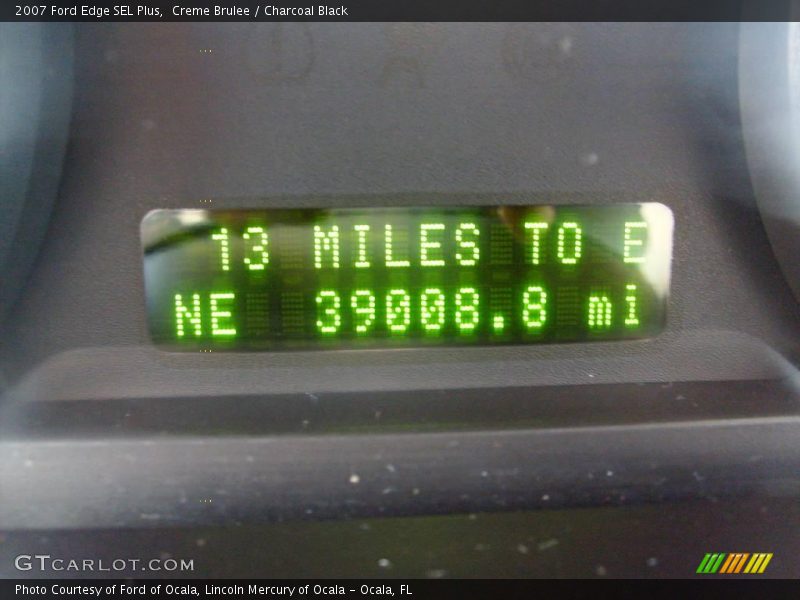 2007 Ford Edge SEL Plus, Creme Brulee / Charcoal Black
13 MILES TO E
NE 39008.8 mi
GTCARLOT.COM
Photo Courtesy of Ford of Ocala, Lincoln Mercury of Ocala - Ocala, FL